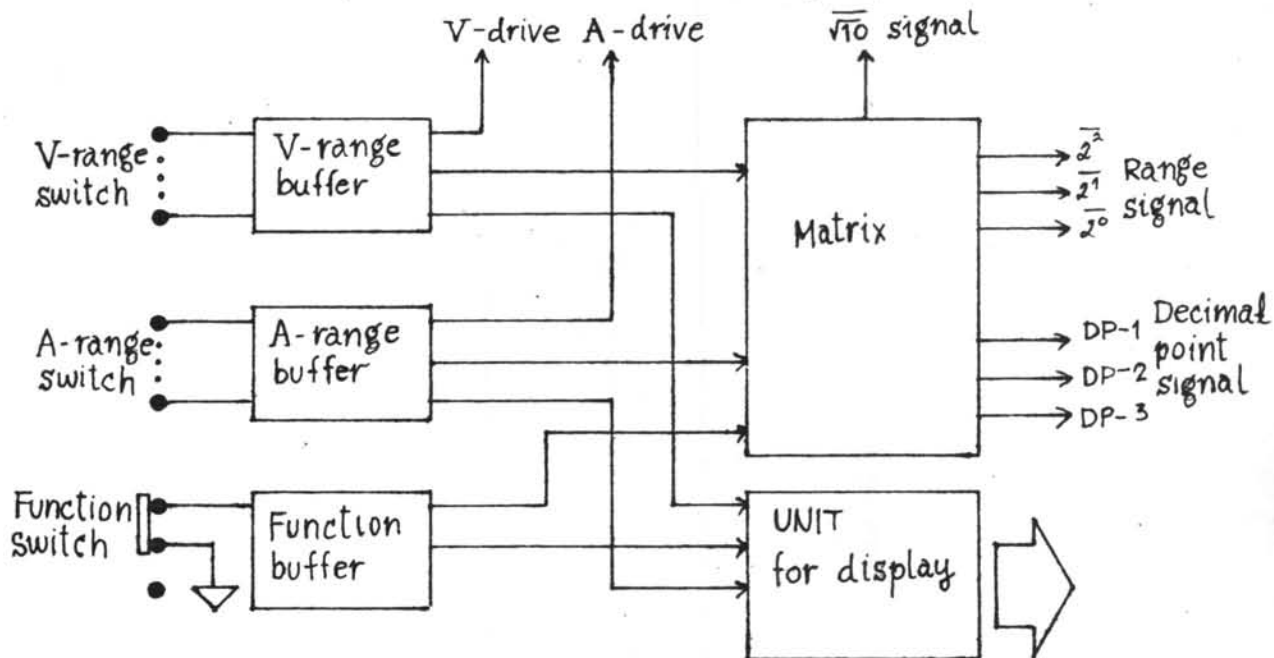 V-drive A-drive
√10 signal
V-range
switch
V-range
buffer
Matrix
2²
2¹
2⁰
Range
signal
A-range
switch
A-range
buffer
DP-1
DP-2
DP-3
Decimal
point
signal
Function
switch
Function
buffer
UNIT
for display